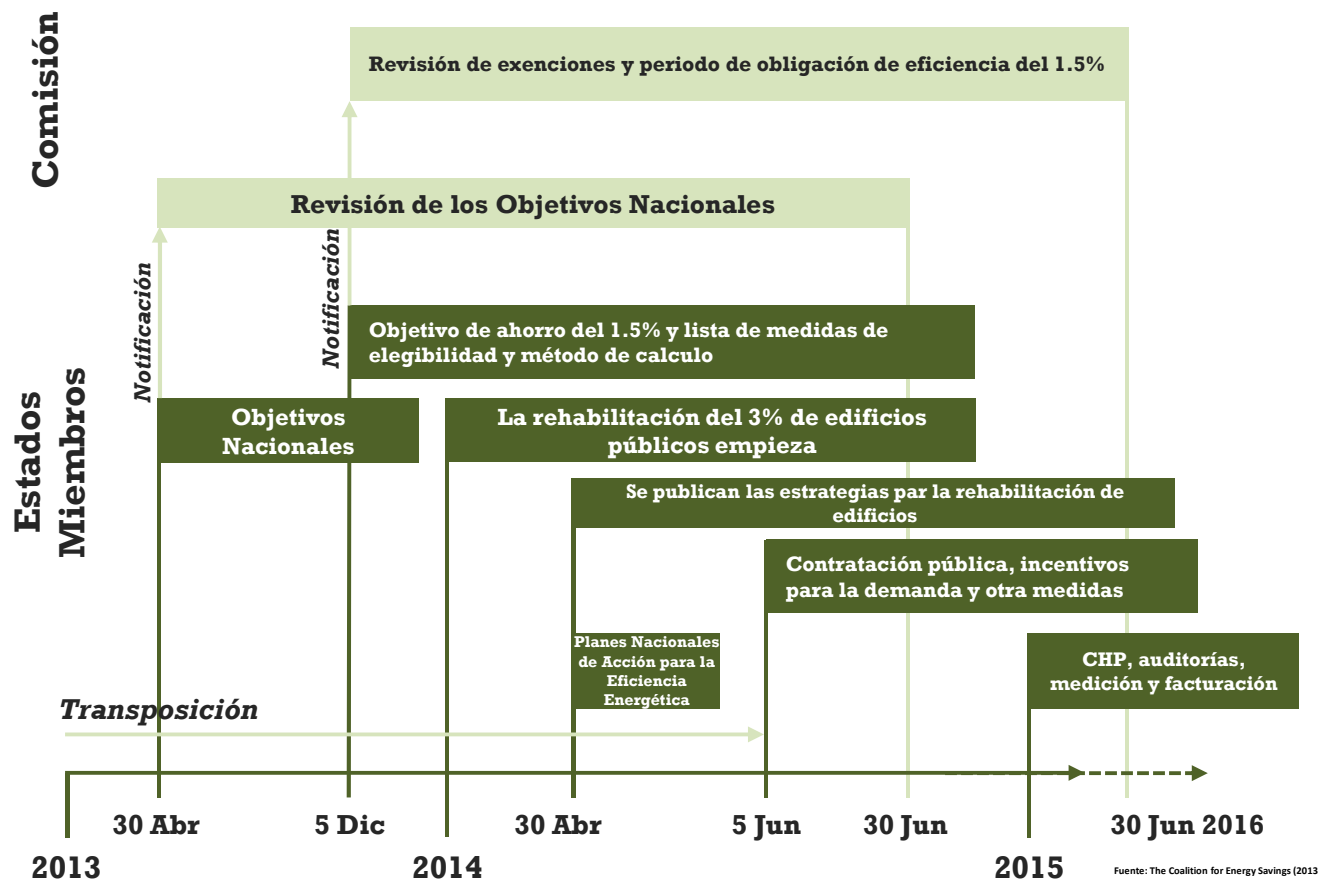 Comisión
Revisión de exenciones y periodo de obligación de eficiencia del 1.5%
Revisión de los Objetivos Nacionales
Notificación
Notificación
Estados
Miembros
Objetivo de ahorro del 1.5% y lista de medidas de
elegibilidad y método de calculo
Objetivos
Nacionales
La rehabilitación del 3% de edificios
públicos empieza
Se publican las estrategias par la rehabilitación de
edificios
Contratación pública, incentivos
para la demanda y otra medidas
Planes Nacionales
de Acción para la
Eficiencia
Energética
CHP, auditorías,
medición y facturación
Transposición
30 Abr
5 Dic
30 Abr
5 Jun
30 Jun
30 Jun 2016
2013
2014
2015
Fuente: The Coalition for Energy Savings (2013